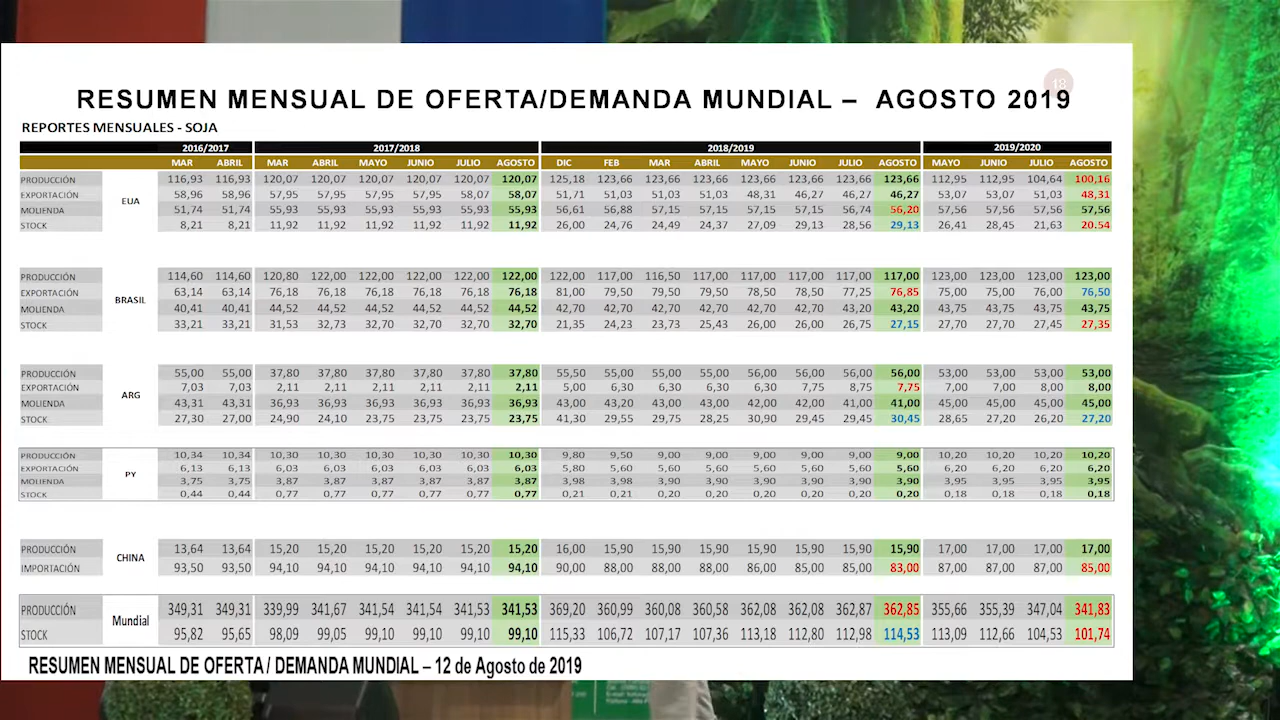 18
RESUMEN MENSUAL DE OFERTA/DEMANDA MUNDIAL – AGOSTO 2019
REPORTES MENSUALES - SOJA
2016/2017 2017/2018 2018/2019 2019/2020
MAR ABRIL MAR ABRIL MAYO JUNIO JULIO AGOSTO DIC FEB MAR ABRIL MAYO JUNIO JULIO AGOSTO MAYO JUNIO JULIO AGOSTO
PRODUCCIÓN 116,93 116,93 120,07 120,07 120,07 120,07 120,07 120,07 125,18 123,66 123,66 123,66 123,66 123,66 123,66 123,66 112,95 112,95 104,64 100,16
EXPORTACIÓN 58,96 58,96 57,95 57,95 57,95 57,95 58,07 58,07 51,71 51,03 51,03 51,03 48,31 46,27 46,27 46,27 53,07 53,07 51,03 48,31
EUA
MOLIENDA 51,74 51,74 55,93 55,93 55,93 55,93 55,93 55,93 56,61 56,88 57,15 57,15 57,15 57,15 56,74 56,20 57,56 57,56 57,56 57,56
STOCK 8,21 8,21 11,92 11,92 11,92 11,92 11,92 11,92 26,00 24,76 24,49 24,37 27,09 29,13 28,56 29,13 26,41 28,45 21,63 20.54
PRODUCCIÓN 114,60 114,60 120,80 122,00 122,00 122,00 122,00 122,00 122,00 117,00 116,50 117,00 117,00 117,00 117,00 117,00 123,00 123,00 123,00 123,00
EXPORTACIÓN 63,14 63,14 76,18 76,18 76,18 76,18 76,18 76,18 81,00 79,50 79,50 79,50 78,50 78,50 77,25 76,85 75,00 75,00 76,00 76,50
BRASIL
MOLIENDA 40,41 40,41 44,52 44,52 44,52 44,52 44,52 44,52 42,70 42,70 42,70 42,70 42,70 42,70 43,20 43,20 43,75 43,75 43,75 43,75
STOCK 33,21 33,21 31,53 32,73 32,70 32,70 32,70 32,70 21,35 24,23 23,73 25,43 26,00 26,00 26,75 27,15 27,70 27,70 27,45 27,35
PRODUCCIÓN 55,00 55,00 37,80 37,80 37,80 37,80 37,80 37,80 55,50 55,00 55,00 55,00 56,00 56,00 56,00 56,00 53,00 53,00 53,00 53,00
EXPORTACIÓN 7,03 7,03 2,11 2,11 2,11 2,11 2,11 2,11 5,00 6,30 6,30 6,30 6,30 7,75 8,75 7,75 7,00 7,00 8,00 8,00
ARG
MOLIENDA 43,31 43,31 36,93 36,93 36,93 36,93 36,93 36,93 43,00 43,20 43,00 43,00 42,00 42,00 41,00 41,00 45,00 45,00 45,00 45,00
STOCK 27,30 27,00 24,90 24,10 23,75 23,75 23,75 23,75 41,30 29,55 29,75 28,25 30,90 29,45 29,45 30,45 28,65 27,20 26,20 27,20
PRODUCCIÓN 10,34 10,34 10,30 10,30 10,30 10,30 10,30 10,30 9,80 9,50 9,00 9,00 9,00 9,00 9,00 9,00 10,20 10,20 10,20 10,20
EXPORTACIÓN 6,13 6,13 6,03 6,03 6,03 6,03 6,03 6,03 5,80 5,60 5,60 5,60 5,60 5,60 5,60 5,60 6,20 6,20 6,20 6,20
PY
MOLIENDA 3,75 3,75 3,87 3,87 3,87 3,87 3,87 3,87 3,98 3,98 3,90 3,90 3,90 3,90 3,90 3,90 3,95 3,95 3,95 3,95
STOCK 0,44 0,44 0,77 0,77 0,77 0,77 0,77 0,77 0,21 0,21 0,20 0,20 0,20 0,20 0,20 0,20 0,18 0,18 0,18 0,18
PRODUCCIÓN 13,64 13,64 15,20 15,20 15,20 15,20 15,20 15,20 16,00 15,90 15,90 15,90 15,90 15,90 15,90 15,90 17,00 17,00 17,00 17,00
CHINA
IMPORTACIÓN 93,50 93,50 94,10 94,10 94,10 94,10 94,10 94,10 90,00 88,00 88,00 88,00 86,00 85,00 85,00 83,00 87,00 87,00 87,00 85,00
PRODUCCIÓN 349,31 349,31 339,99 341,67 341,54 341,54 341,53 341,53 369,20 360,99 360,08 360,58 362,08 362,08 362,87 362,85 355,66 355,39 347,04 341,83
Mundial
STOCK 95,82 95,65 98,09 99,05 99,10 99,10 99,10 99,10 115,33 106,72 107,17 107,36 113,18 112,80 112,98 114,53 113,09 112,66 104,53 101,74
RESUMEN MENSUAL DE OFERTA / DEMANDA MUNDIAL – 12 de Agosto de 2019